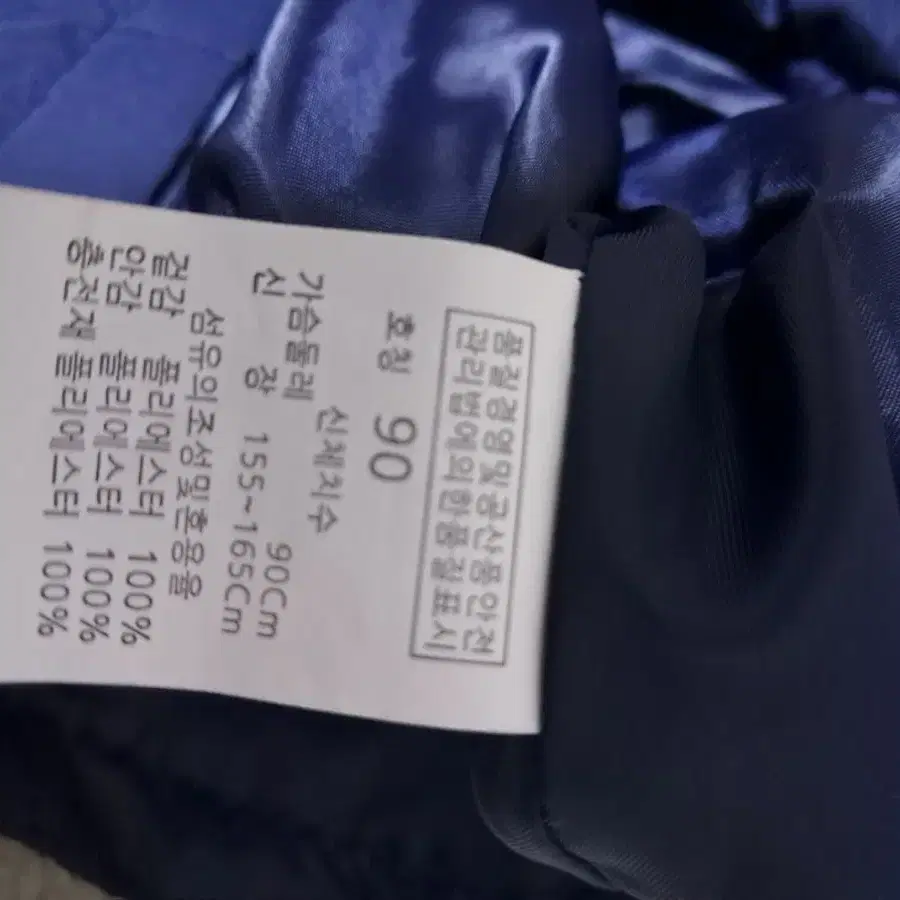 품질경영및공산품안전
관리법에의한품질표시
호칭 90
신체치수
가슴둘레 90Cm
신 장 155~165Cm
섬유의조성및혼용율
겉감 폴리에스터 100%
안감 폴리에스터 100%
충전재 폴리에스터 100%